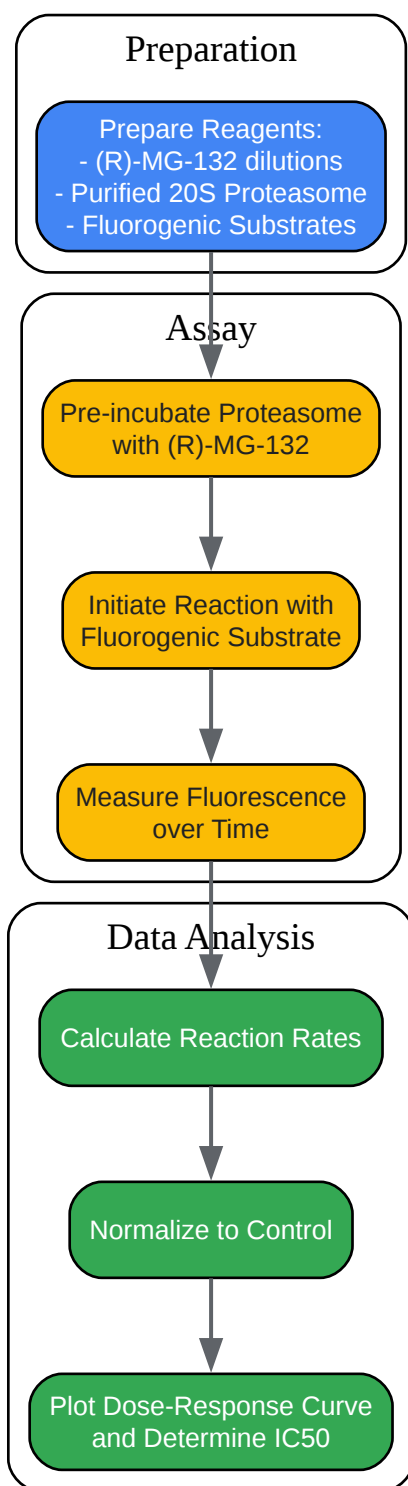 Preparation
Prepare Reagents:
- (R)-MG-132 dilutions
- Purified 20S Proteasome
- Fluorogenic Substrates
Assay
Pre-incubate Proteasome
with (R)-MG-132
Initiate Reaction with
Fluorogenic Substrate
Measure Fluorescence
over Time
Data Analysis
Calculate Reaction Rates
Normalize to Control
Plot Dose-Response Curve
and Determine IC50